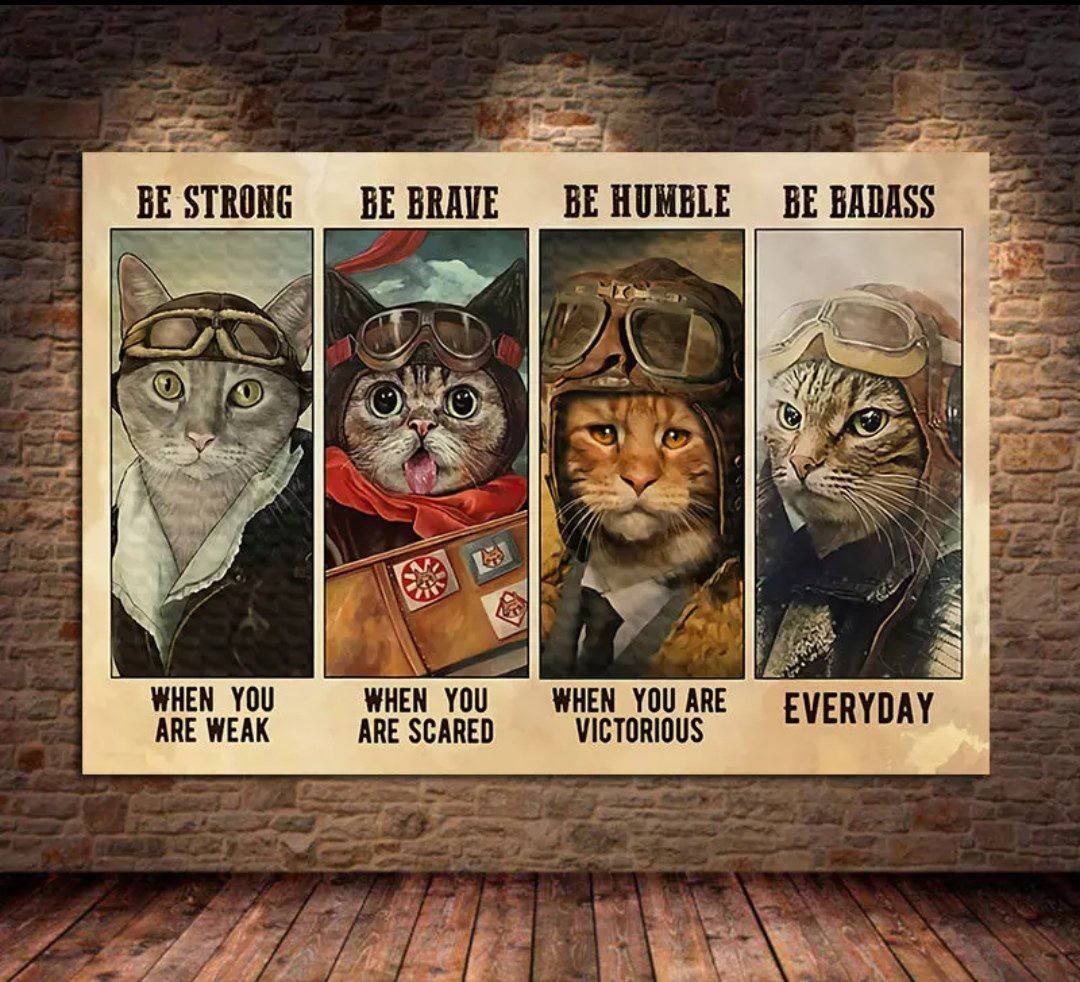 BE STRONG
WHEN YOU
ARE WEAK
BE BRAVE
WHEN YOU
ARE SCARED
BE HUMBLE
WHEN YOU ARE
VICTORIOUS
BE BADASS
EVERYDAY